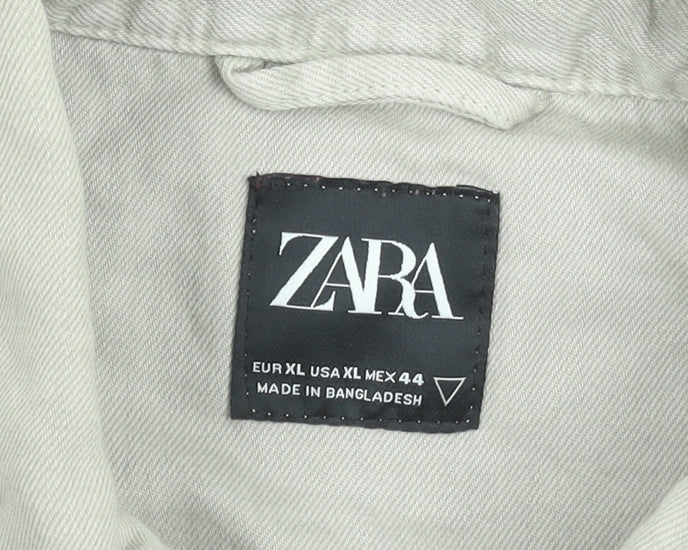 ZARA
EUR XL USA XL MEX 44
MADE IN BANGLADESH